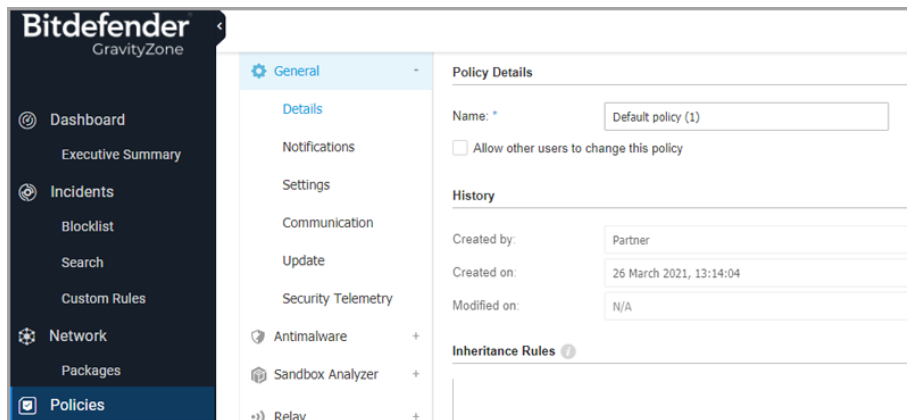 Bitdefender
GravityZone
Dashboard
Executive Summary
Incidents
Blocklist
Search
Custom Rules
Network
Packages
Policies
General -
Details
Notifications
Settings
Communication
Update
Security Telemetry
Antimalware +
Sandbox Analyzer +
Relay +
Policy Details
Name: * Default policy (1)
Allow other users to change this policy
History
Created by: Partner
Created on: 26 March 2021, 13:14:04
Modified on: N/A
Inheritance Rules